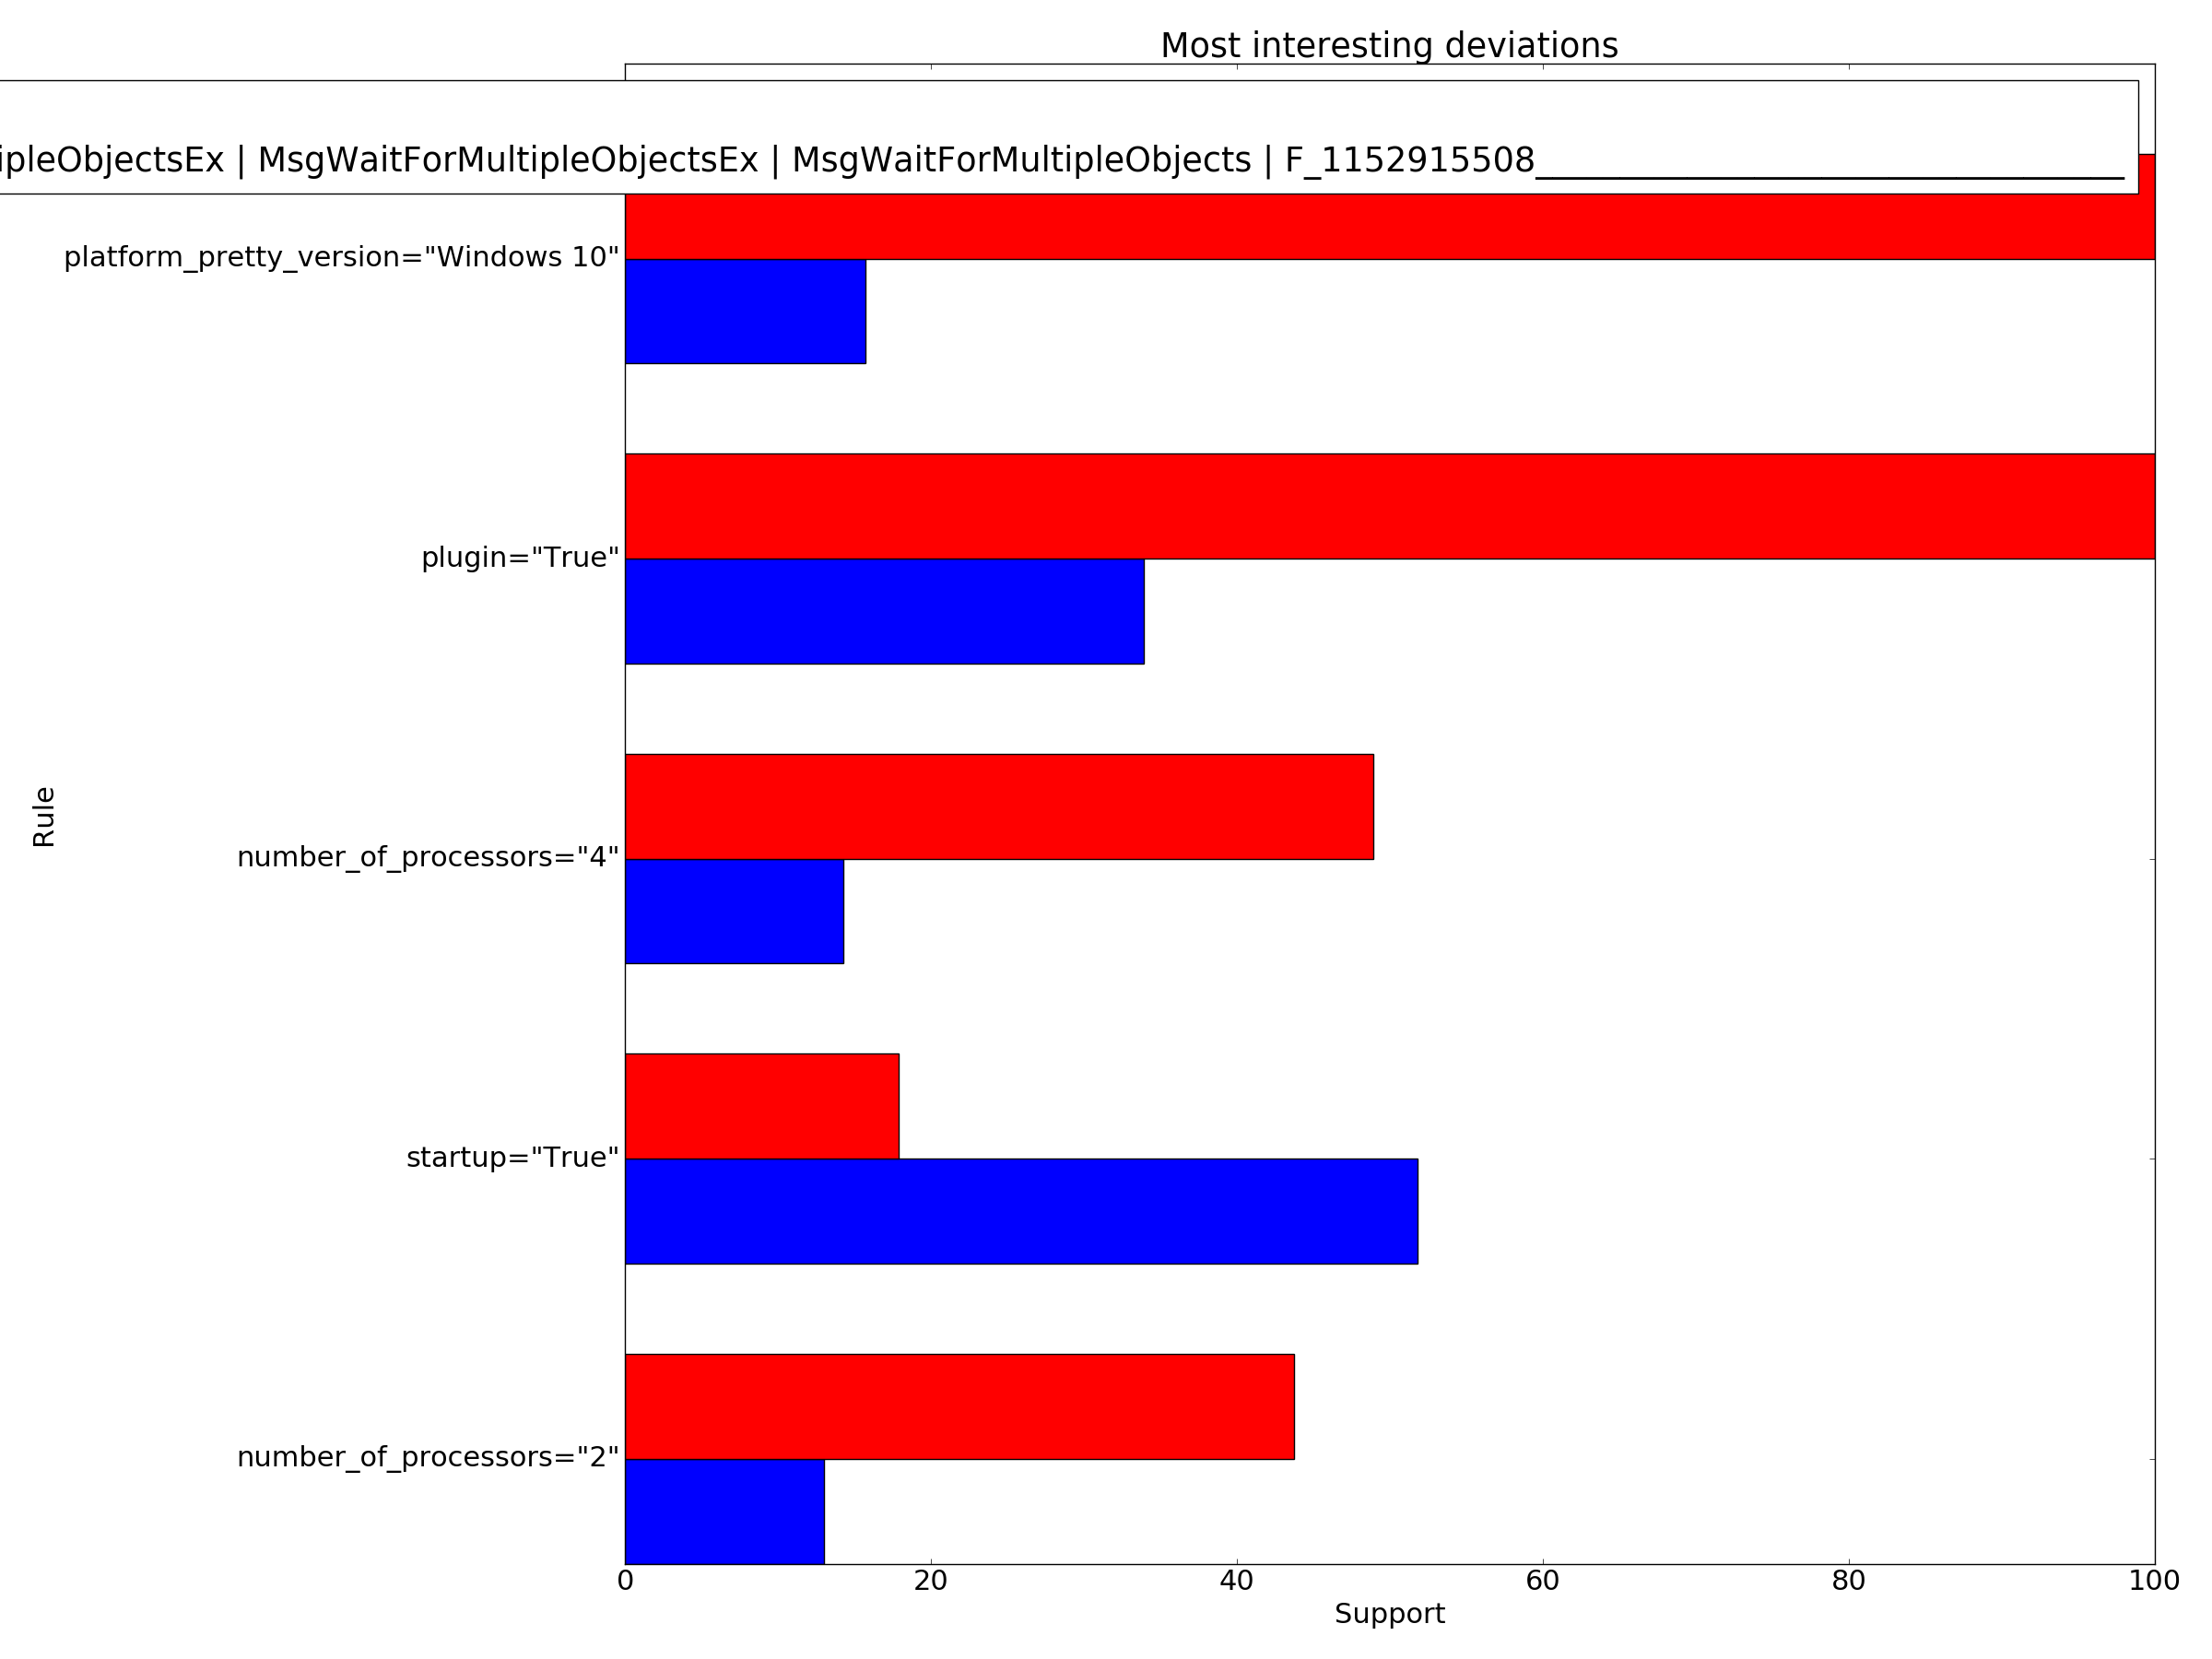 Most interesting deviations
ipleObjectsEx | MsgWaitForMultipleObjectsEx | MsgWaitForMultipleObjects | F_1152915508___________________________________
platform_pretty_version="Windows 10"
plugin="True"
number_of_processors="4"
startup="True"
number_of_processors="2"
Rule
0 20 40 60 80 100
Support